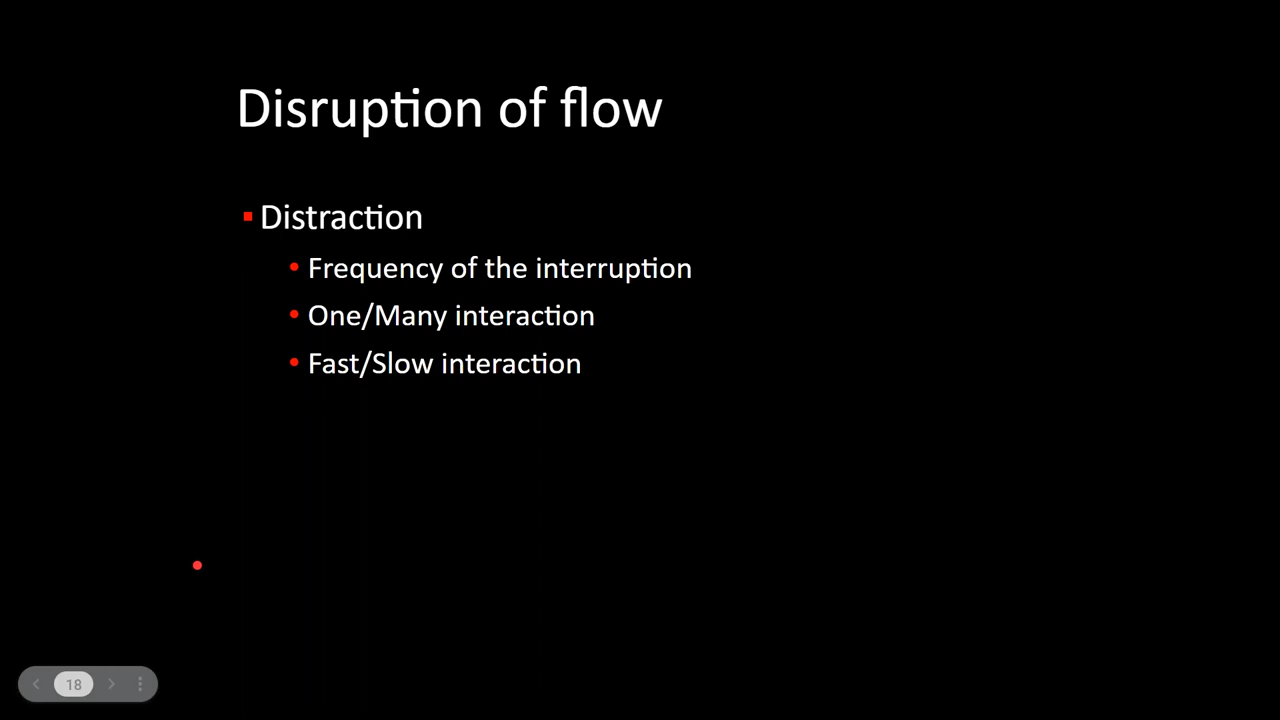 Disruption of flow
Distraction
Frequency of the interruption
One/Many interaction
Fast/Slow interaction
18